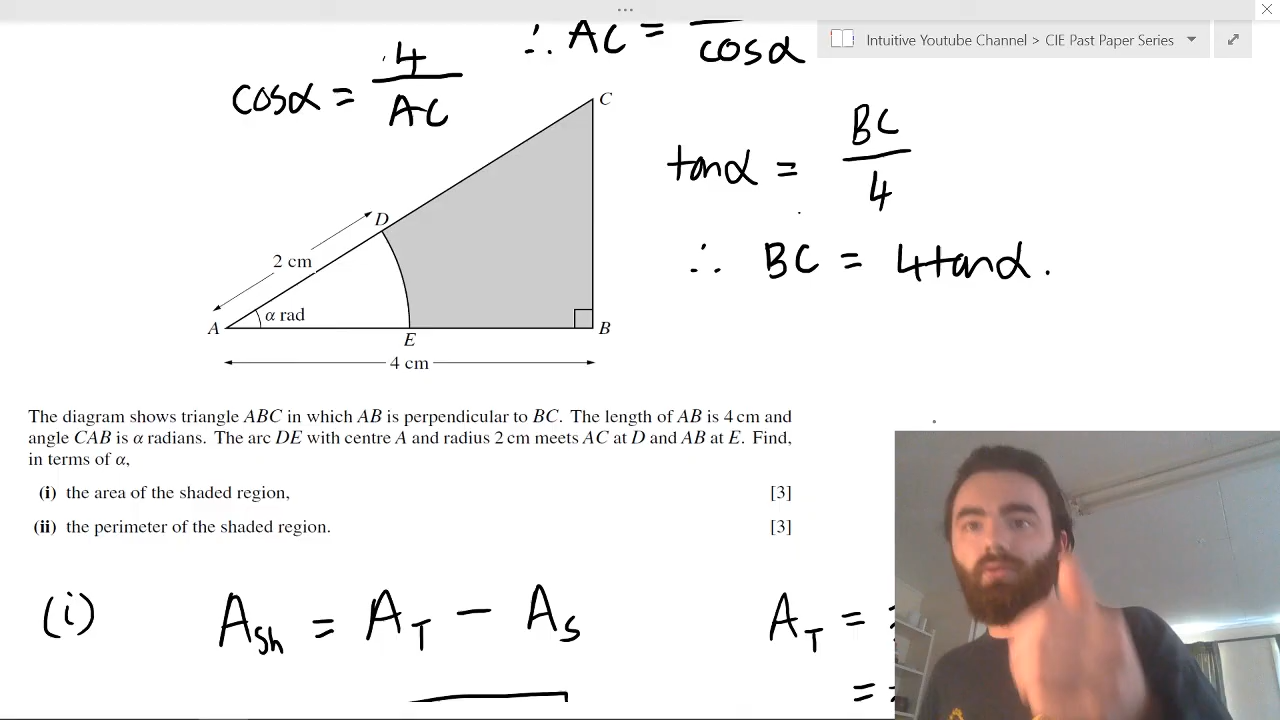 Intuitive Youtube Channel > CIE Past Paper Series
∴ AC =
cosα
cosα = 4
AC
tanα = BC
4
∴ BC = 4tanα.
C
D
2 cm
α rad
A
E
B
4 cm
The diagram shows triangle ABC in which AB is perpendicular to BC. The length of AB is 4 cm and
angle CAB is α radians. The arc DE with centre A and radius 2 cm meets AC at D and AB at E. Find,
in terms of α,
(i) the area of the shaded region, [3]
(ii) the perimeter of the shaded region. [3]
(i) A_Sh = A_T − A_S
A_T =
=